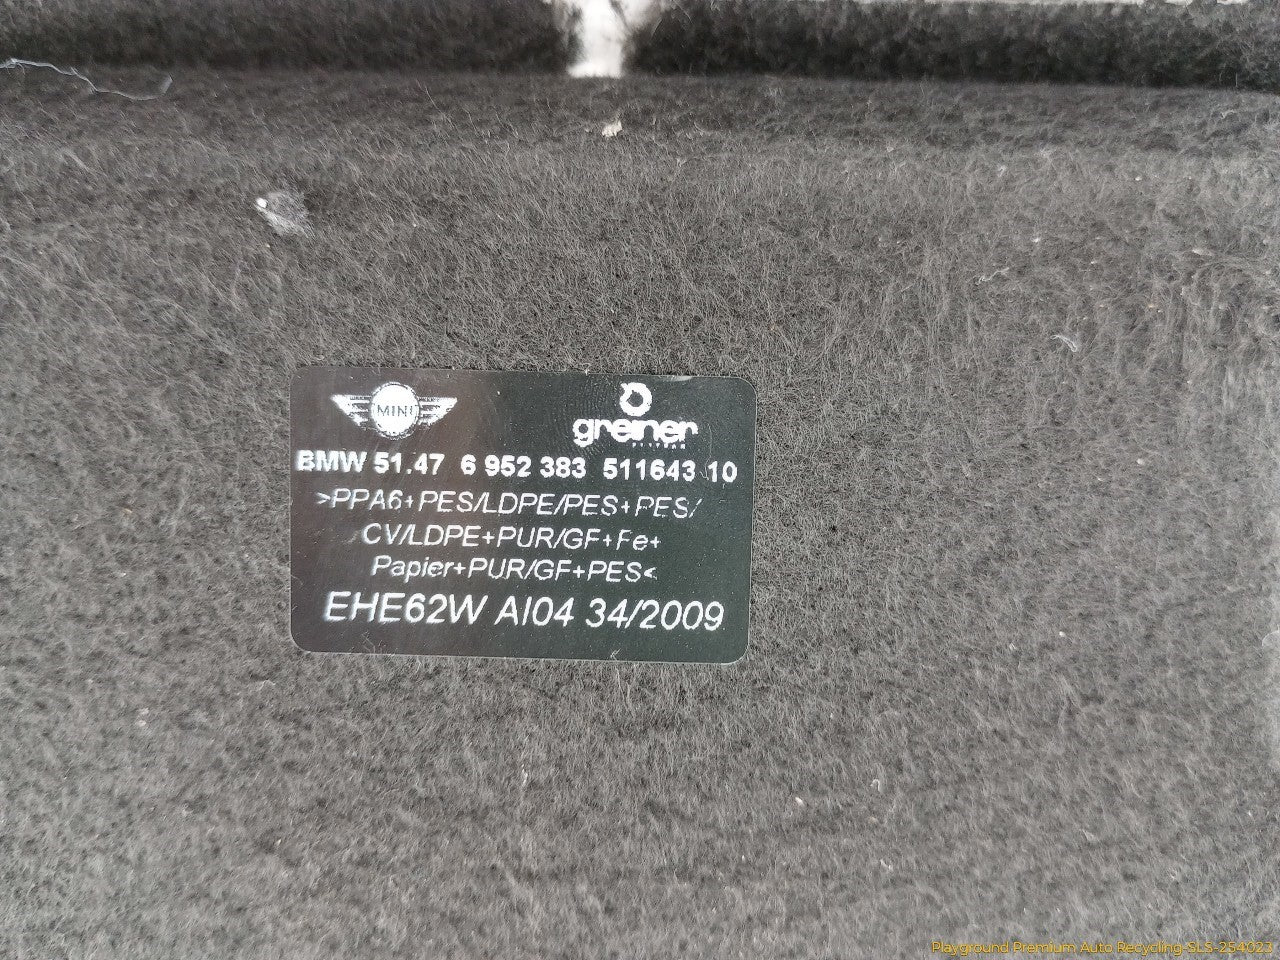 MINI
greiner
BMW 51.47 6 952 383 511643 10
>PPA6+PES/LDPE/PES+PES/
CV/LDPE+PUR/GF+Fe+
Papier+PUR/GF+PES<
EHE62W AI04 34/2009
Playground Premium Auto Recycling-SLS-254023